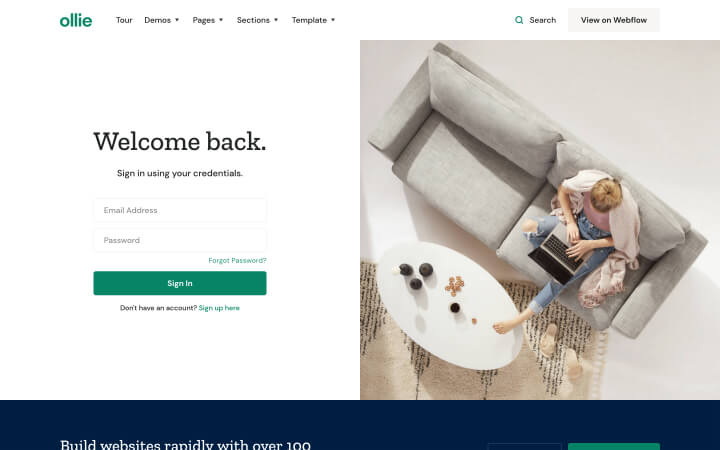 ollie
Tour
Demos
Pages
Sections
Template
Search
View on Webflow
Welcome back.
Sign in using your credentials.
Email Address
Password
Forgot Password?
Sign In
Don't have an account? Sign up here
Build websites rapidly with over 100